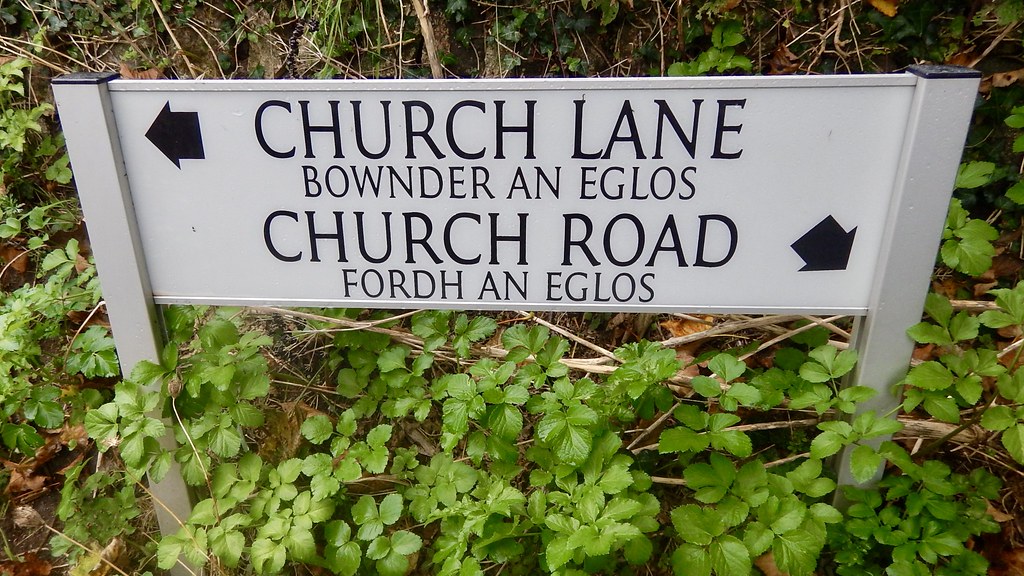 CHURCH LANE
BOWNDER AN EGLOS
CHURCH ROAD
FORDH AN EGLOS